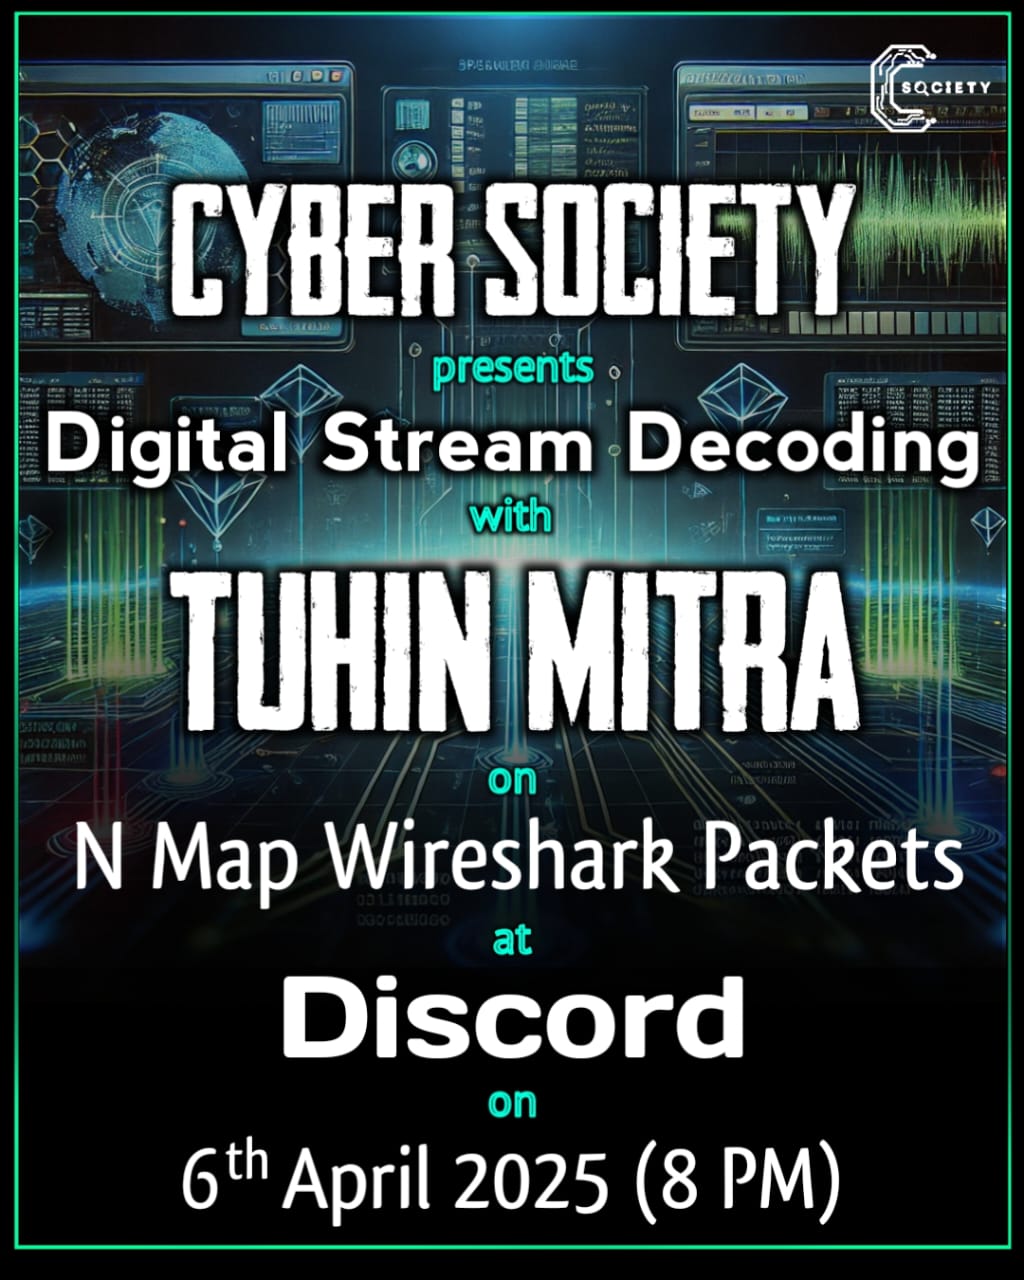 SOCIETY
CYBER SOCIETY
presents
Digital Stream Decoding
with
TUHIN MITRA
on
N Map Wireshark Packets
at
Discord
on
6th April 2025 (8 PM)